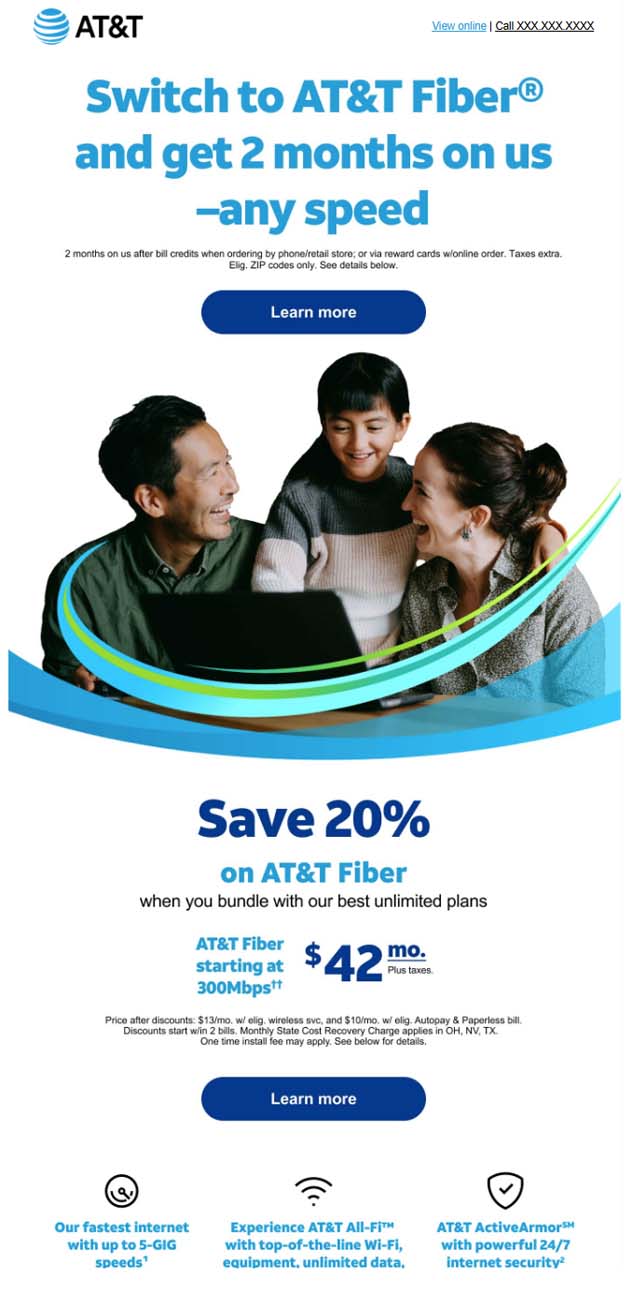 AT&T
View online | Call XXX.XXX.XXXX
Switch to AT&T Fiber®
and get 2 months on us
–any speed
2 months on us after bill credits when ordering by phone/retail store; or via reward cards w/online order. Taxes extra.
Elig. ZIP codes only. See details below.
Learn more
Save 20%
on AT&T Fiber
when you bundle with our best unlimited plans
AT&T Fiber
starting at
300Mbps††
$42 mo.
Plus taxes.
Price after discounts: $13/mo. w/ elig. wireless svc, and $10/mo. w/ elig. Autopay & Paperless bill.
Discounts start w/in 2 bills. Monthly State Cost Recovery Charge applies in OH, NV, TX.
One time install fee may apply. See below for details.
Learn more
Our fastest internet
with up to 5-GIG
speeds¹
Experience AT&T All-Fi™
with top-of-the-line Wi-Fi,
equipment, unlimited data,
AT&T ActiveArmor℠
with powerful 24/7
internet security²